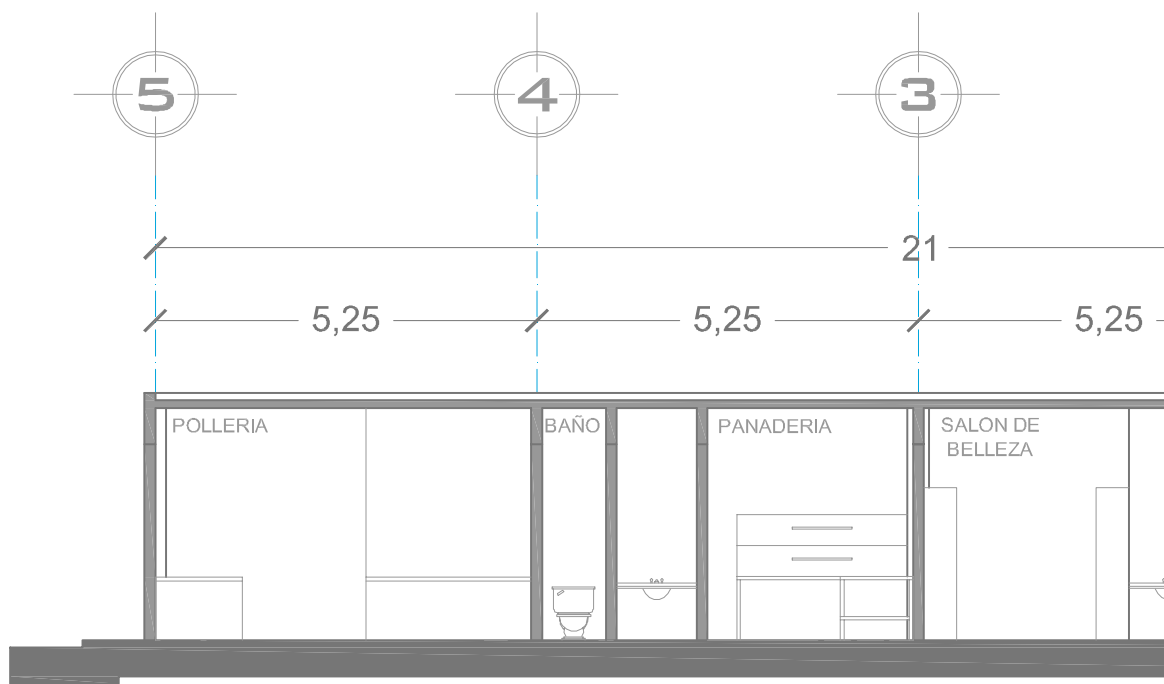 5 4 3
21
5,25 5,25 5,25
POLLERIA BAÑO PANADERIA SALON DE
BELLEZA